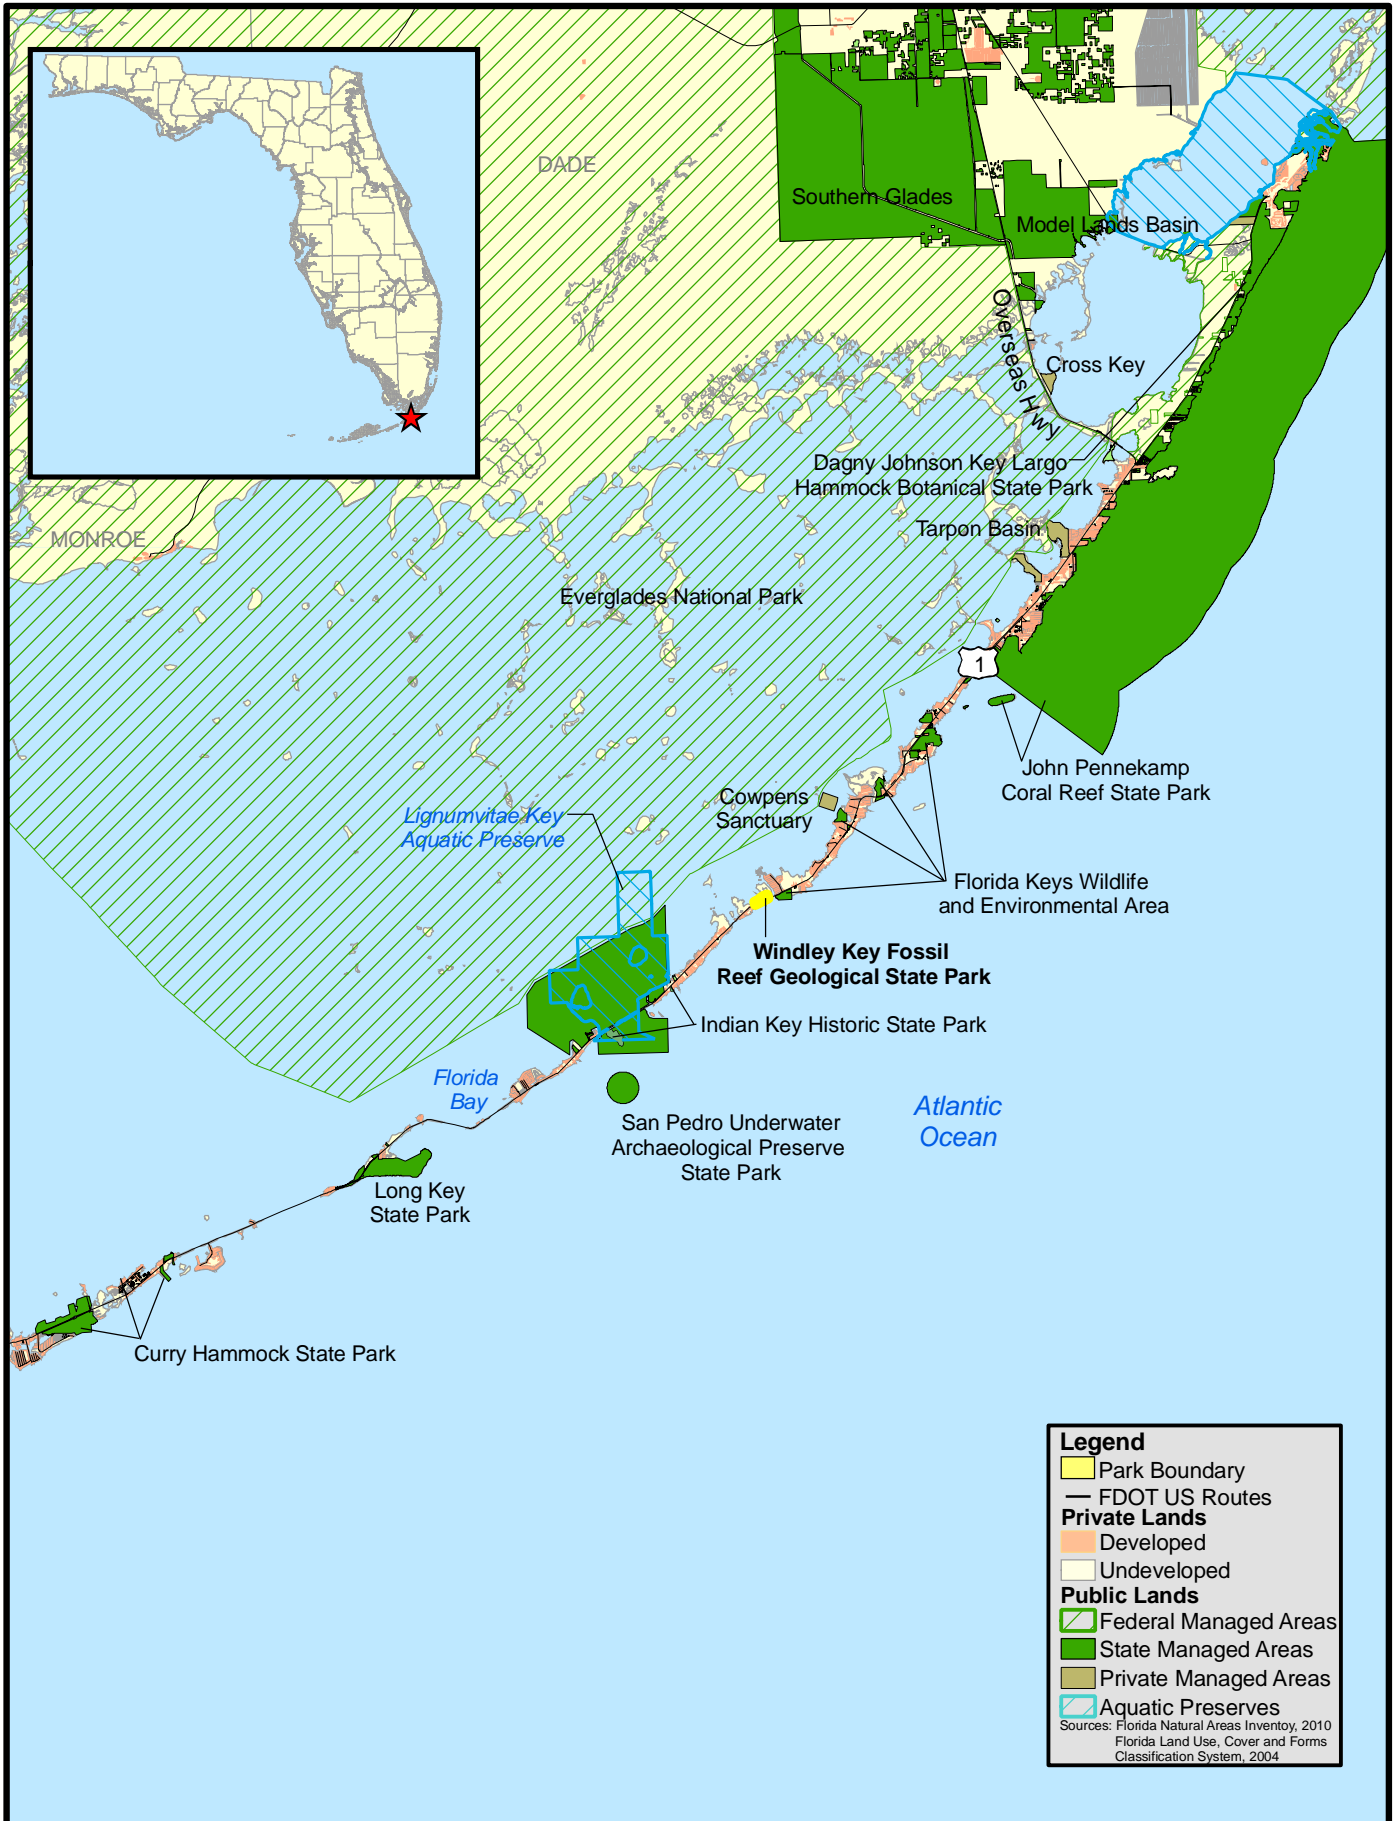 DADE
Southern Glades
Model Lands Basin
Overseas Hwy
Cross Key
Dagny Johnson Key Largo
Hammock Botanical State Park
Tarpon Basin
MONROE
Everglades National Park
1
John Pennekamp
Coral Reef State Park
Cowpens
Sanctuary
Lignumvitae Key
Aquatic Preserve
Florida Keys Wildlife
and Environmental Area
Windley Key Fossil
Reef Geological State Park
Indian Key Historic State Park
Florida
Bay
Atlantic
Ocean
San Pedro Underwater
Archaeological Preserve
State Park
Long Key
State Park
Curry Hammock State Park
Legend
Park Boundary
FDOT US Routes
Private Lands
Developed
Undeveloped
Public Lands
Federal Managed Areas
State Managed Areas
Private Managed Areas
Aquatic Preserves
Sources: Florida Natural Areas Inventoy, 2010
Florida Land Use, Cover and Forms
Classification System, 2004